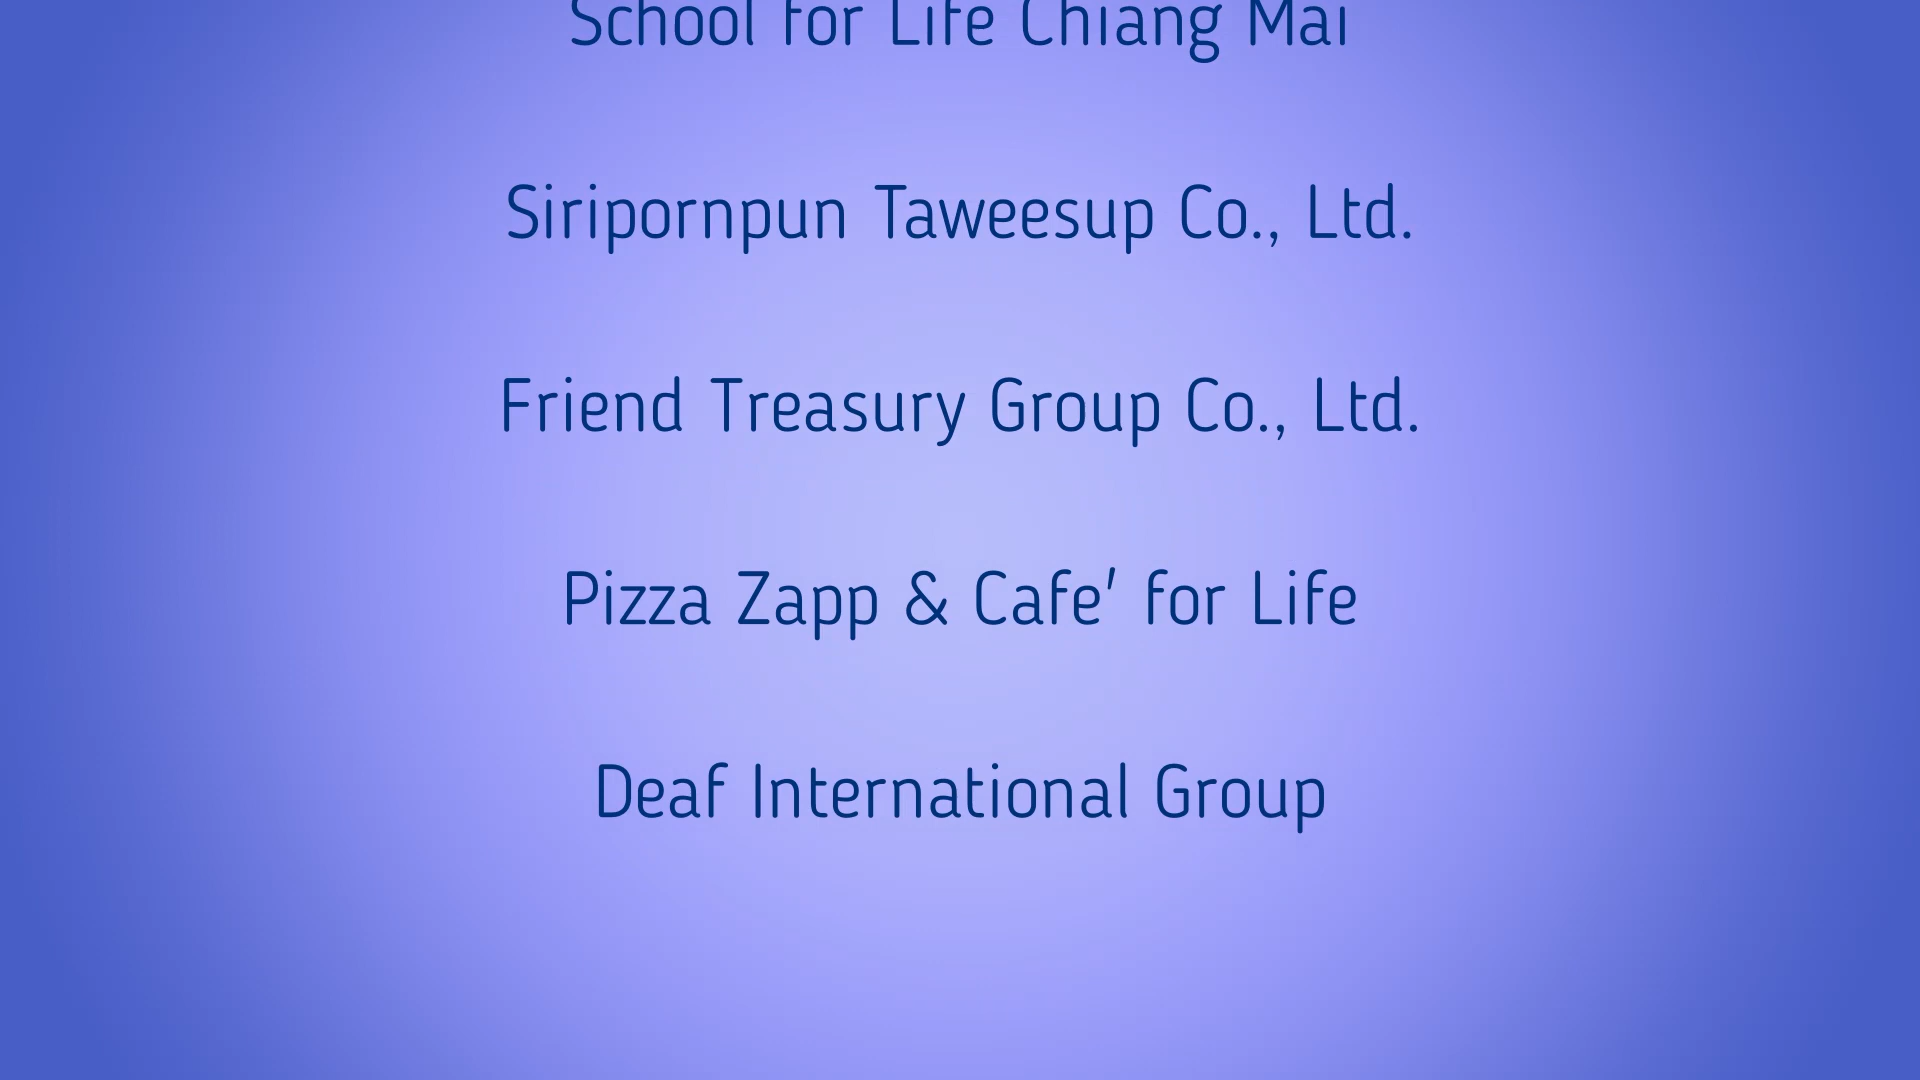 School for Life Chiang Mai
Siripornpun Taweesup Co., Ltd.
Friend Treasury Group Co., Ltd.
Pizza Zapp & Cafe' for Life
Deaf International Group